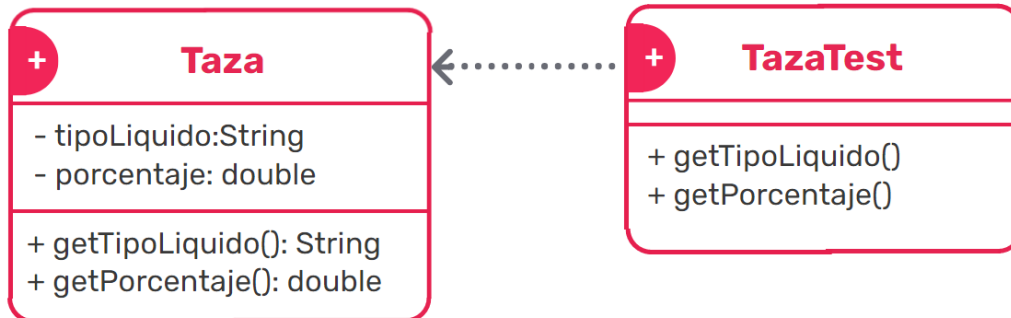 + Taza
- tipoLiquido:String
- porcentaje: double
+ getTipoLiquido(): String
+ getPorcentaje(): double
+ TazaTest
+ getTipoLiquido()
+ getPorcentaje()